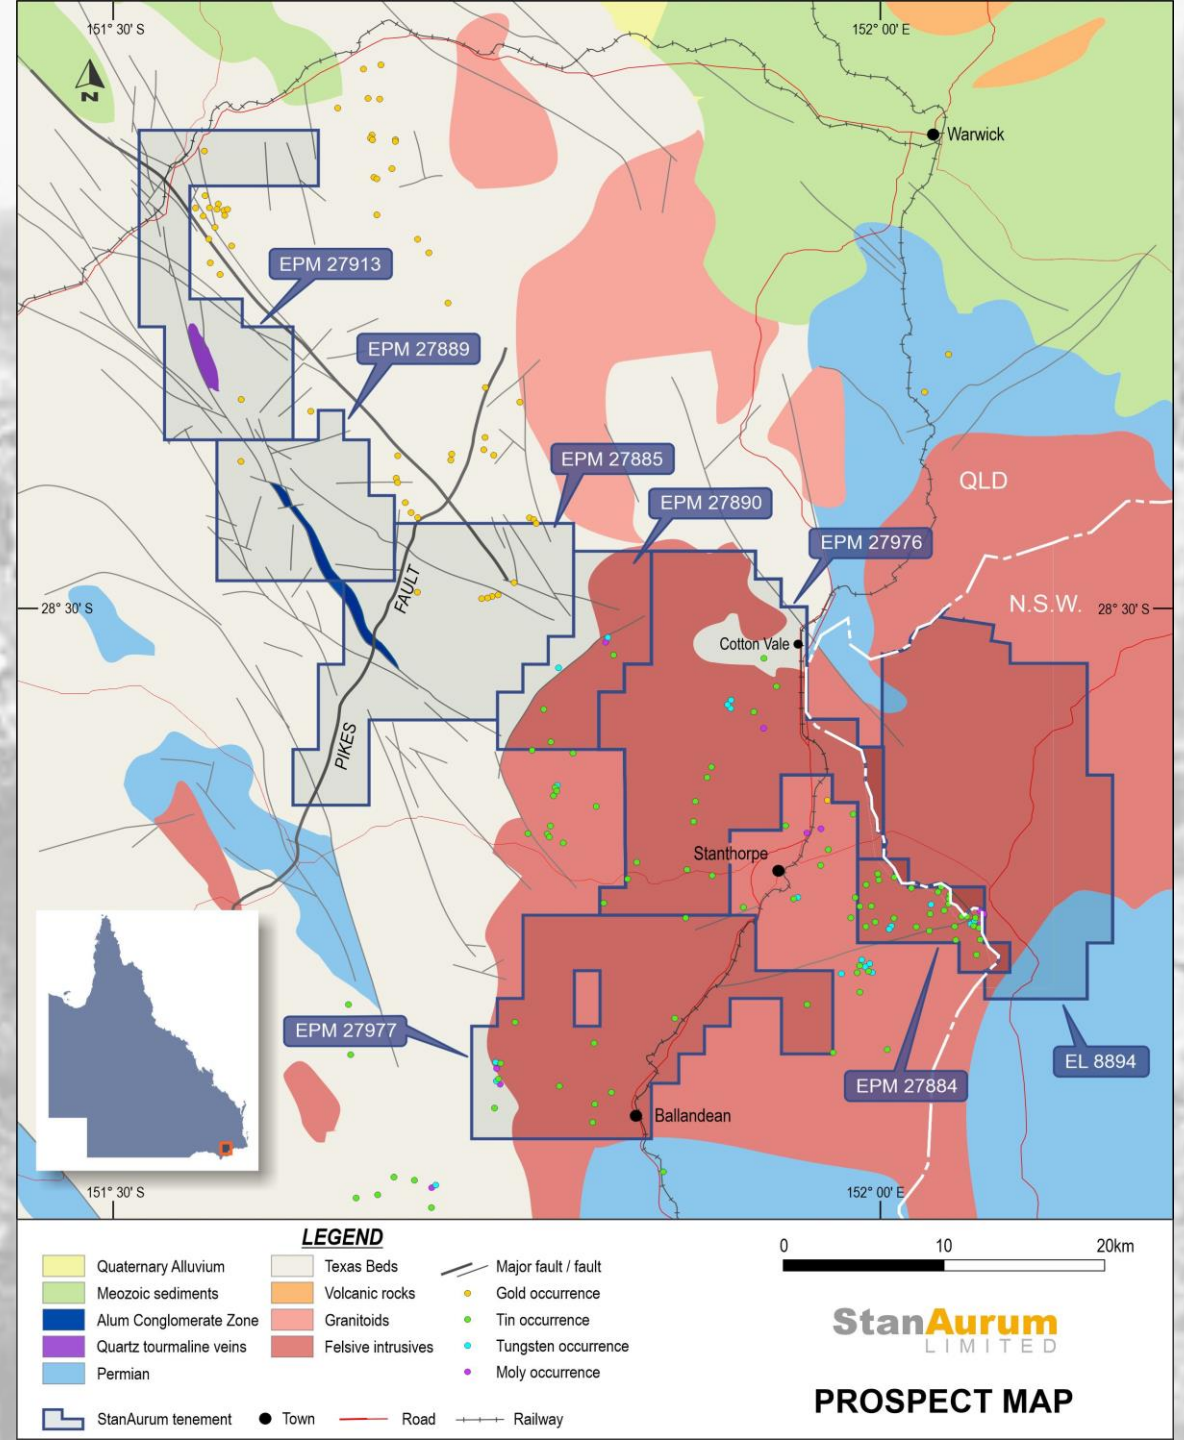 151° 30' S
152° 00' E
N
Warwick
EPM 27913
EPM 27889
EPM 27885
QLD
EPM 27890
EPM 27976
FAULT
N.S.W.
28° 30' S
28° 30' S
Cotton Vale
PIKES
Stanthorpe
EPM 27977
EL 8894
EPM 27884
Ballandean
151° 30' S
152° 00' E
LEGEND
Quaternary Alluvium
Meozoic sediments
Alum Conglomerate Zone
Quartz tourmaline veins
Permian
Texas Beds
Volcanic rocks
Granitoids
Felsive intrusives
Major fault / fault
Gold occurrence
Tin occurrence
Tungsten occurrence
Moly occurrence
StanAurum tenement
Town
Road
Railway
0 10 20km
StanAurum
LIMITED
PROSPECT MAP